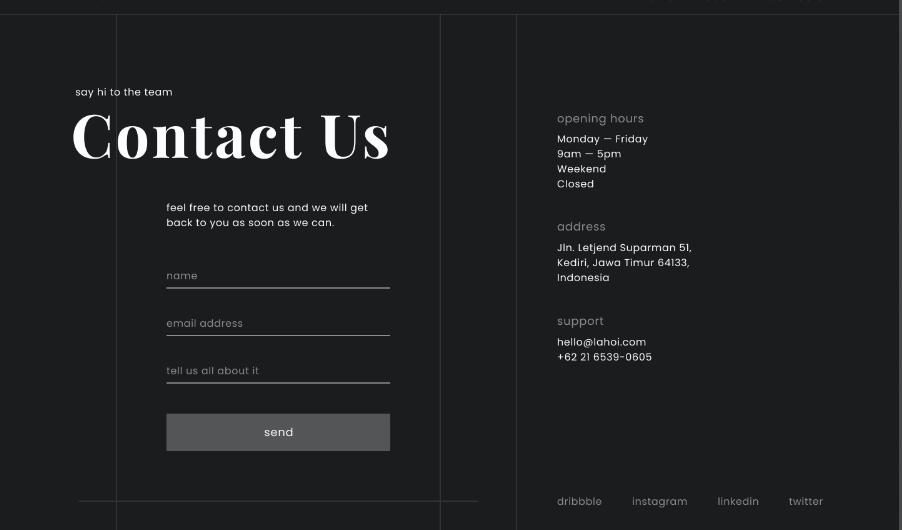 say hi to the team
Contact Us
feel free to contact us and we will get
back to you as soon as we can.
name
email address
tell us all about it
send
opening hours
Monday — Friday
9am — 5pm
Weekend
Closed
address
Jln. Letjend Suparman 51,
Kediri, Jawa Timur 64133,
Indonesia
support
hello@lahoi.com
+62 21 6539-0605
dribbble instagram linkedin twitter